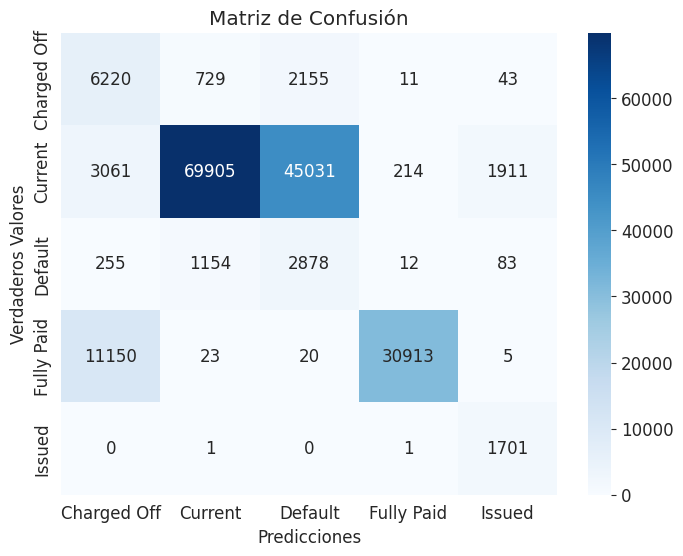 Matriz de Confusión
Verdaderos Valores
Charged Off 6220 729 2155 11 43
Current 3061 69905 45031 214 1911
Default 255 1154 2878 12 83
Fully Paid 11150 23 20 30913 5
Issued 0 1 0 1 1701
Charged Off Current Default Fully Paid Issued
Predicciones
60000
50000
40000
30000
20000
10000
0